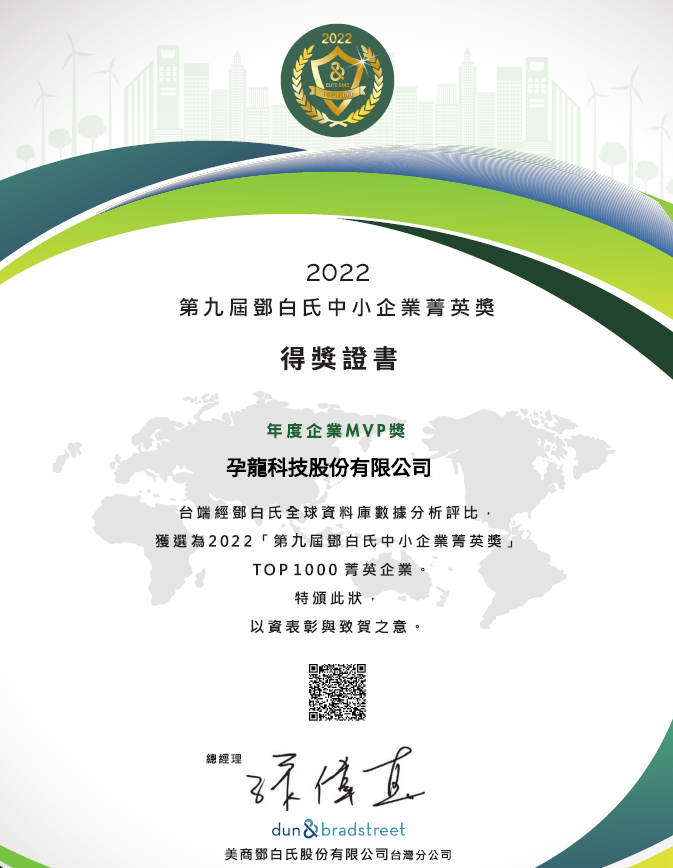 2022
ELITE SME
TOP 1000
2022
第九屆鄧白氏中小企業菁英獎
得獎證書
年度企業MVP獎
孕龍科技股份有限公司
台端經鄧白氏全球資料庫數據分析評比，
獲選為2022「第九屆鄧白氏中小企業菁英獎」
TOP 1000 菁英企業。
特頒此狀，
以資表彰與致賀之意。
總經理
dun & bradstreet
美商鄧白氏股份有限公司台灣分公司